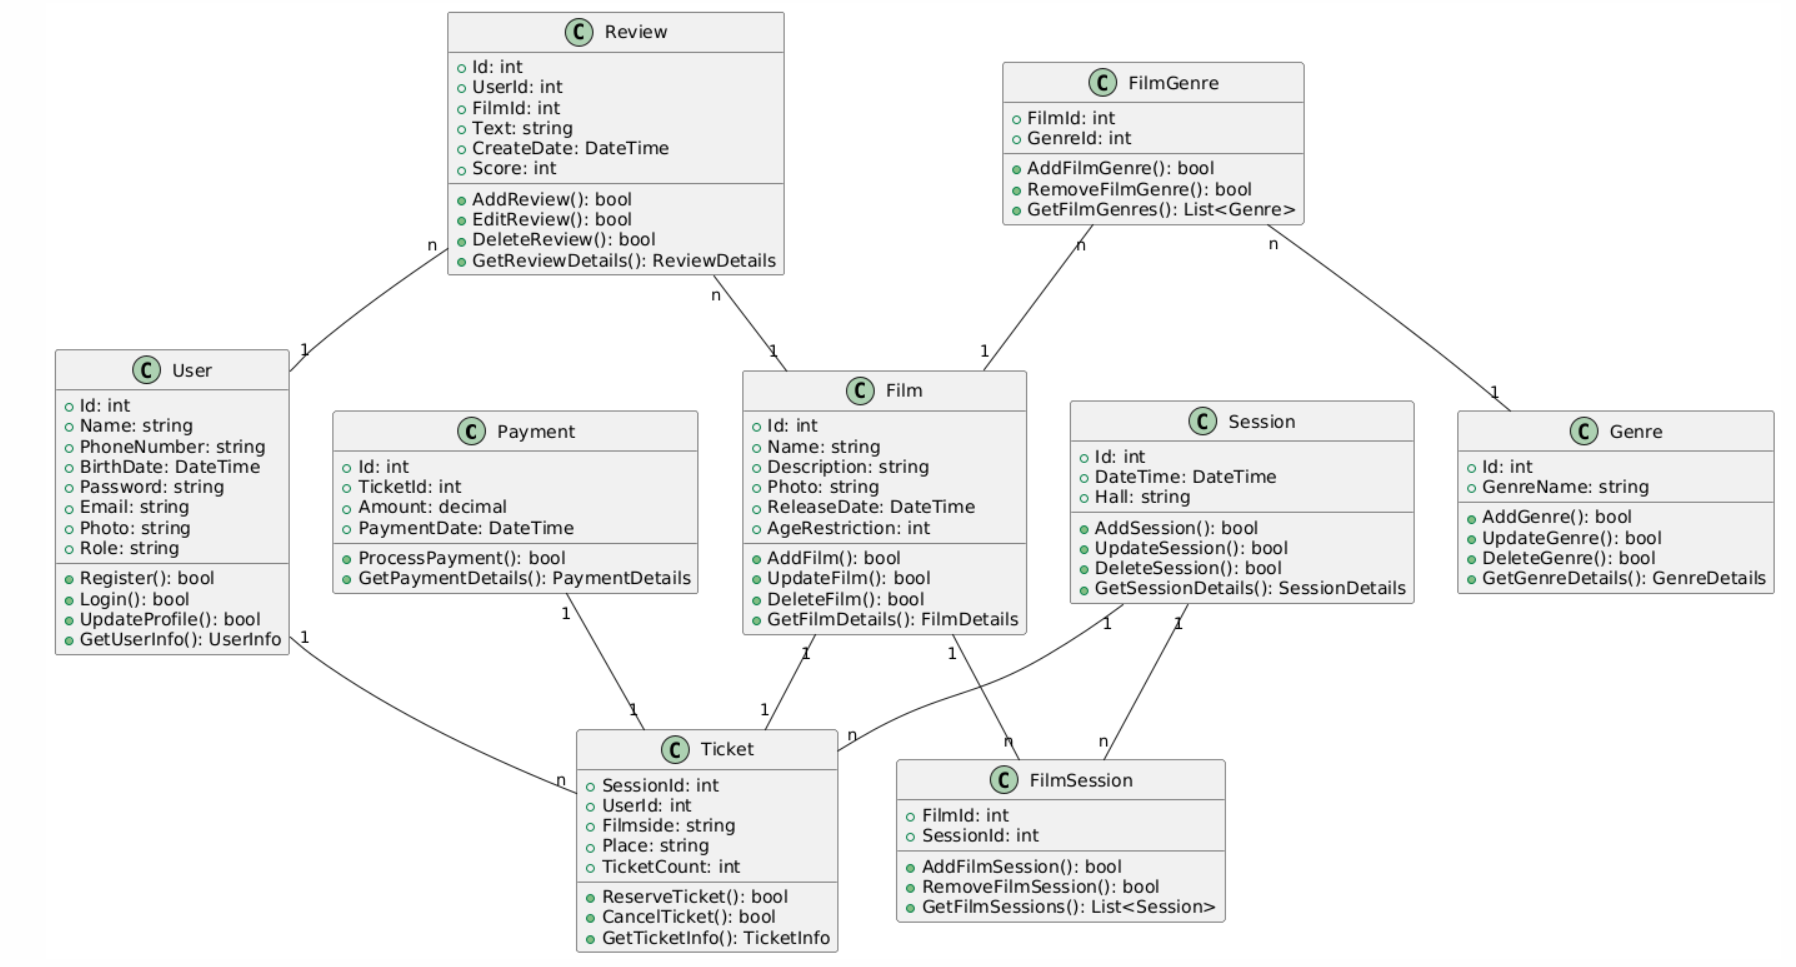 C Review
Id: int
UserId: int
FilmId: int
Text: string
CreateDate: DateTime
Score: int
AddReview(): bool
EditReview(): bool
DeleteReview(): bool
GetReviewDetails(): ReviewDetails
C FilmGenre
FilmId: int
GenreId: int
AddFilmGenre(): bool
RemoveFilmGenre(): bool
GetFilmGenres(): List<Genre>
n
n
n
n
1
1
1
1
C User
Id: int
Name: string
PhoneNumber: string
BirthDate: DateTime
Password: string
Email: string
Photo: string
Role: string
Register(): bool
Login(): bool
UpdateProfile(): bool
GetUserInfo(): UserInfo
C Payment
Id: int
TicketId: int
Amount: decimal
PaymentDate: DateTime
ProcessPayment(): bool
GetPaymentDetails(): PaymentDetails
C Film
Id: int
Name: string
Description: string
Photo: string
ReleaseDate: DateTime
AgeRestriction: int
AddFilm(): bool
UpdateFilm(): bool
DeleteFilm(): bool
GetFilmDetails(): FilmDetails
C Session
Id: int
DateTime: DateTime
Hall: string
AddSession(): bool
UpdateSession(): bool
DeleteSession(): bool
GetSessionDetails(): SessionDetails
C Genre
Id: int
GenreName: string
AddGenre(): bool
UpdateGenre(): bool
DeleteGenre(): bool
GetGenreDetails(): GenreDetails
1
1
1
1
1
1
1
1
n
n
n
n
C Ticket
SessionId: int
UserId: int
Filmside: string
Place: string
TicketCount: int
ReserveTicket(): bool
CancelTicket(): bool
GetTicketInfo(): TicketInfo
C FilmSession
FilmId: int
SessionId: int
AddFilmSession(): bool
RemoveFilmSession(): bool
GetFilmSessions(): List<Session>